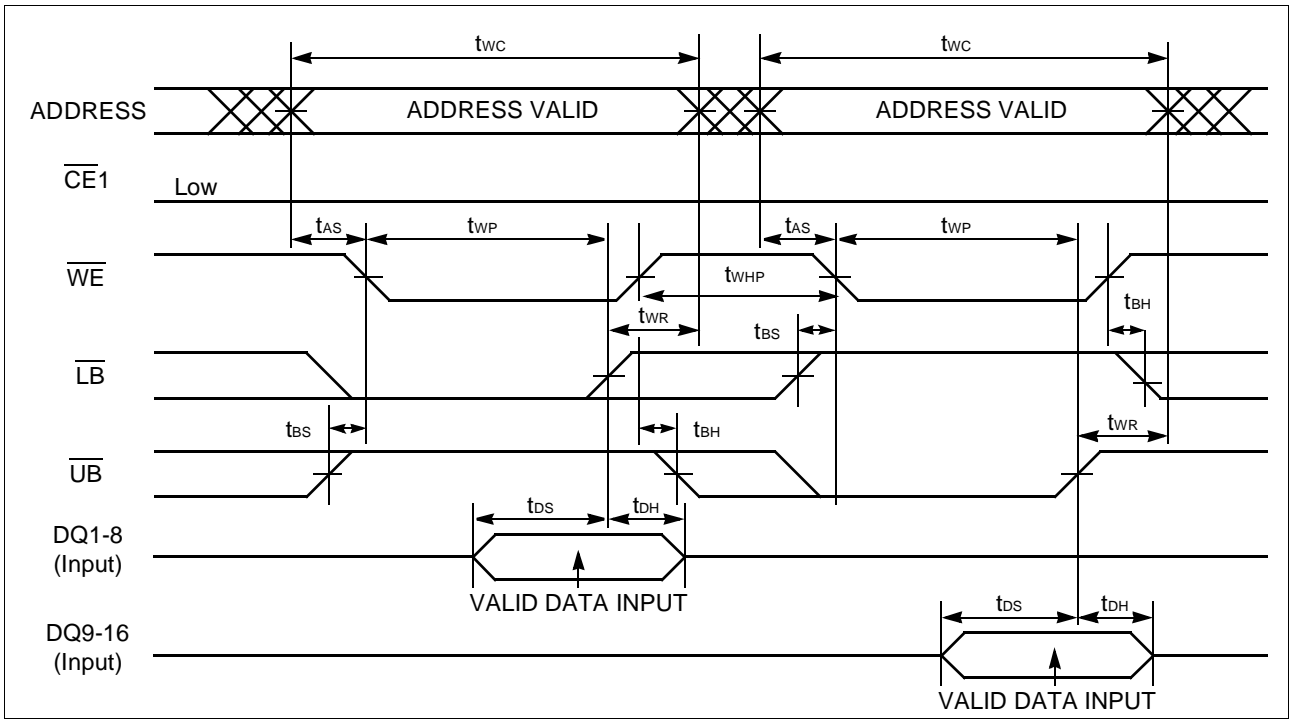 tWC tWC
ADDRESS ADDRESS VALID ADDRESS VALID
CE1 Low
tAS tWP tAS tWP
WE tWHP tBH
tWR tBS
LB
tBS tBH tWR
UB
tDS tDH
DQ1-8
(Input)
VALID DATA INPUT
tDS tDH
DQ9-16
(Input)
VALID DATA INPUT